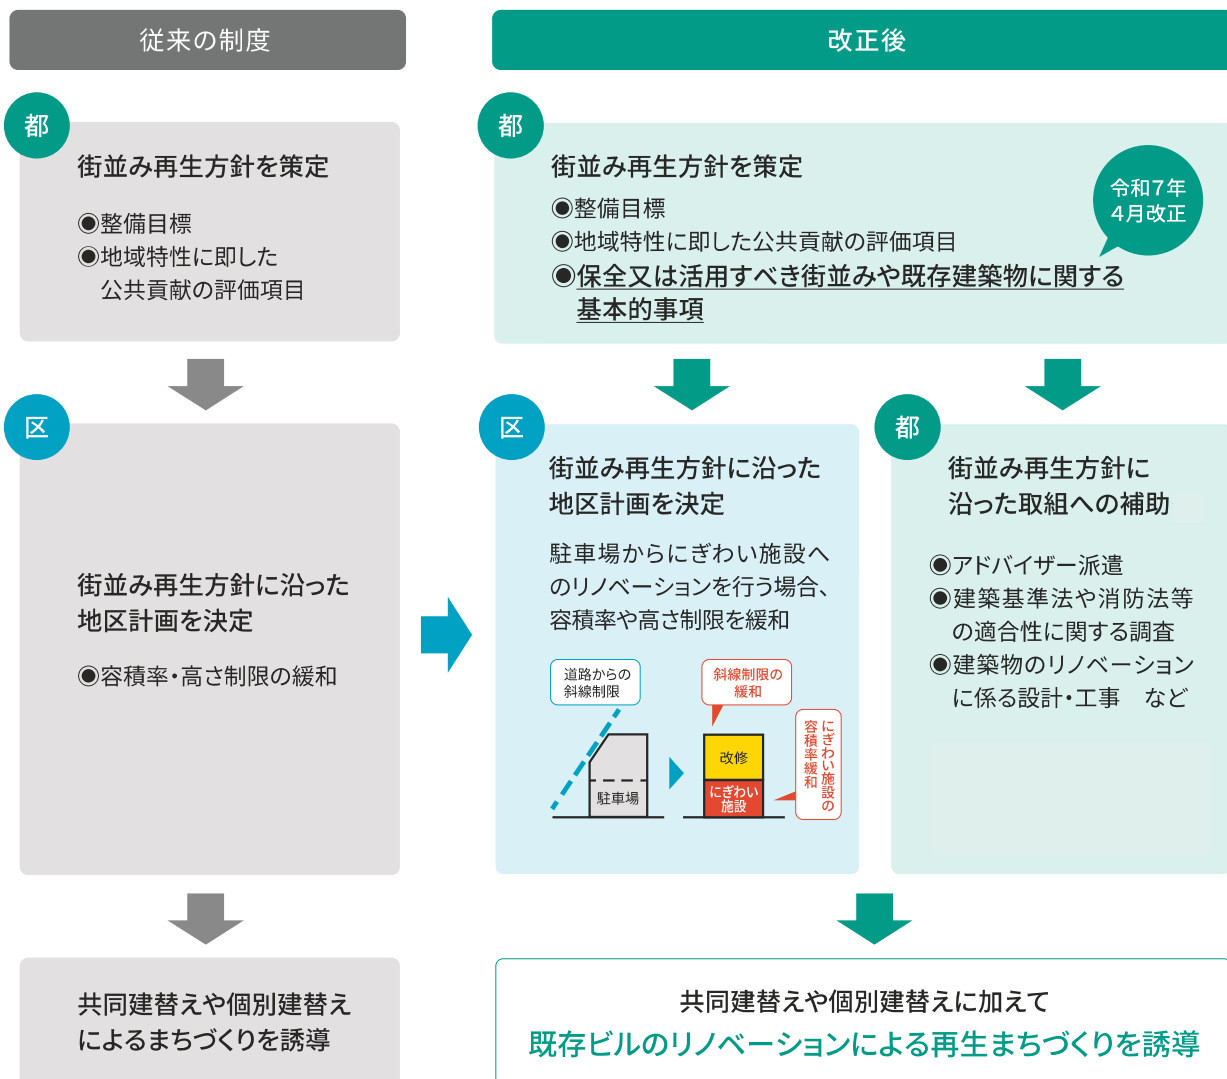 従来の制度
都
街並み再生方針を策定
◉整備目標
◉地域特性に即した
公共貢献の評価項目
区
街並み再生方針に沿った
地区計画を決定
◉容積率・高さ制限の緩和
共同建替えや個別建替え
によるまちづくりを誘導
改正後
都
街並み再生方針を策定
令和7年
4月改正
◉整備目標
◉地域特性に即した公共貢献の評価項目
◉保全又は活用すべき街並みや既存建築物に関する
基本的事項
区
街並み再生方針に沿った
地区計画を決定
駐車場からにぎわい施設へ
のリノベーションを行う場合、
容積率や高さ制限を緩和
道路からの
斜線制限
駐車場
斜線制限の
緩和
改修
にぎわい
施設
にぎわい施設の
容積率緩和
都
街並み再生方針に
沿った取組への補助
◉アドバイザー派遣
◉建築基準法や消防法等
の適合性に関する調査
◉建築物のリノベーション
に係る設計・工事　など
共同建替えや個別建替えに加えて
既存ビルのリノベーションによる再生まちづくりを誘導